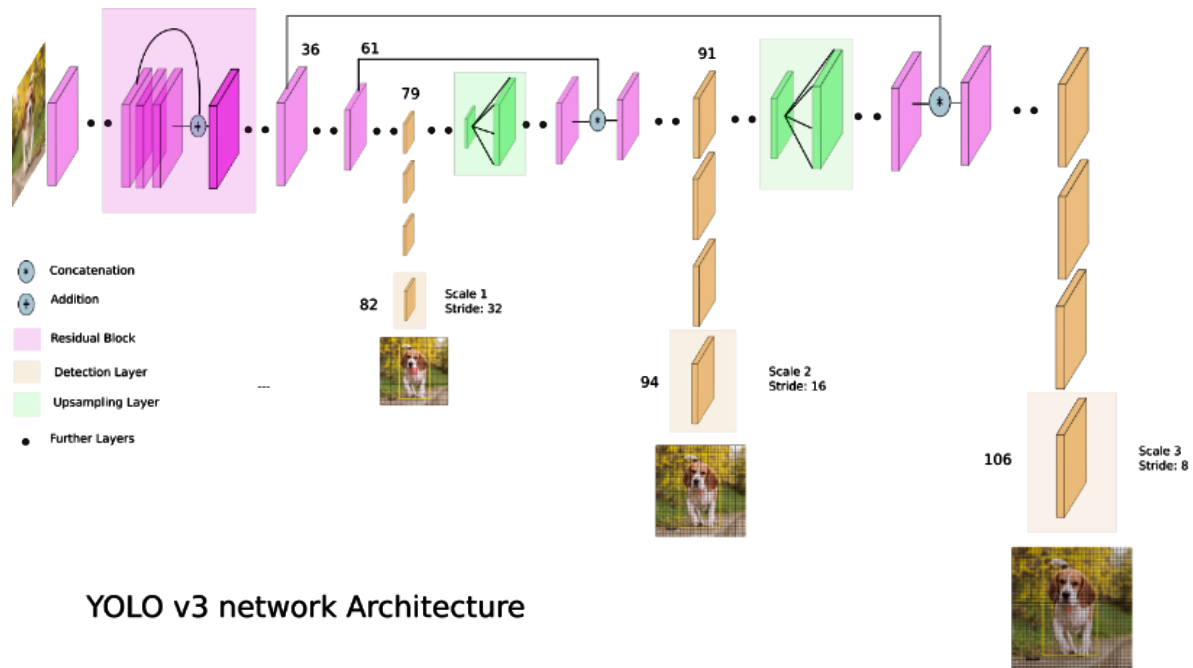 36
61
91
79
*
+
*
*
* Concatenation
+ Addition
Residual Block
Detection Layer
Upsampling Layer
Further Layers
---
82
Scale 1
Stride: 32
94
Scale 2
Stride: 16
106
Scale 3
Stride: 8
YOLO v3 network Architecture